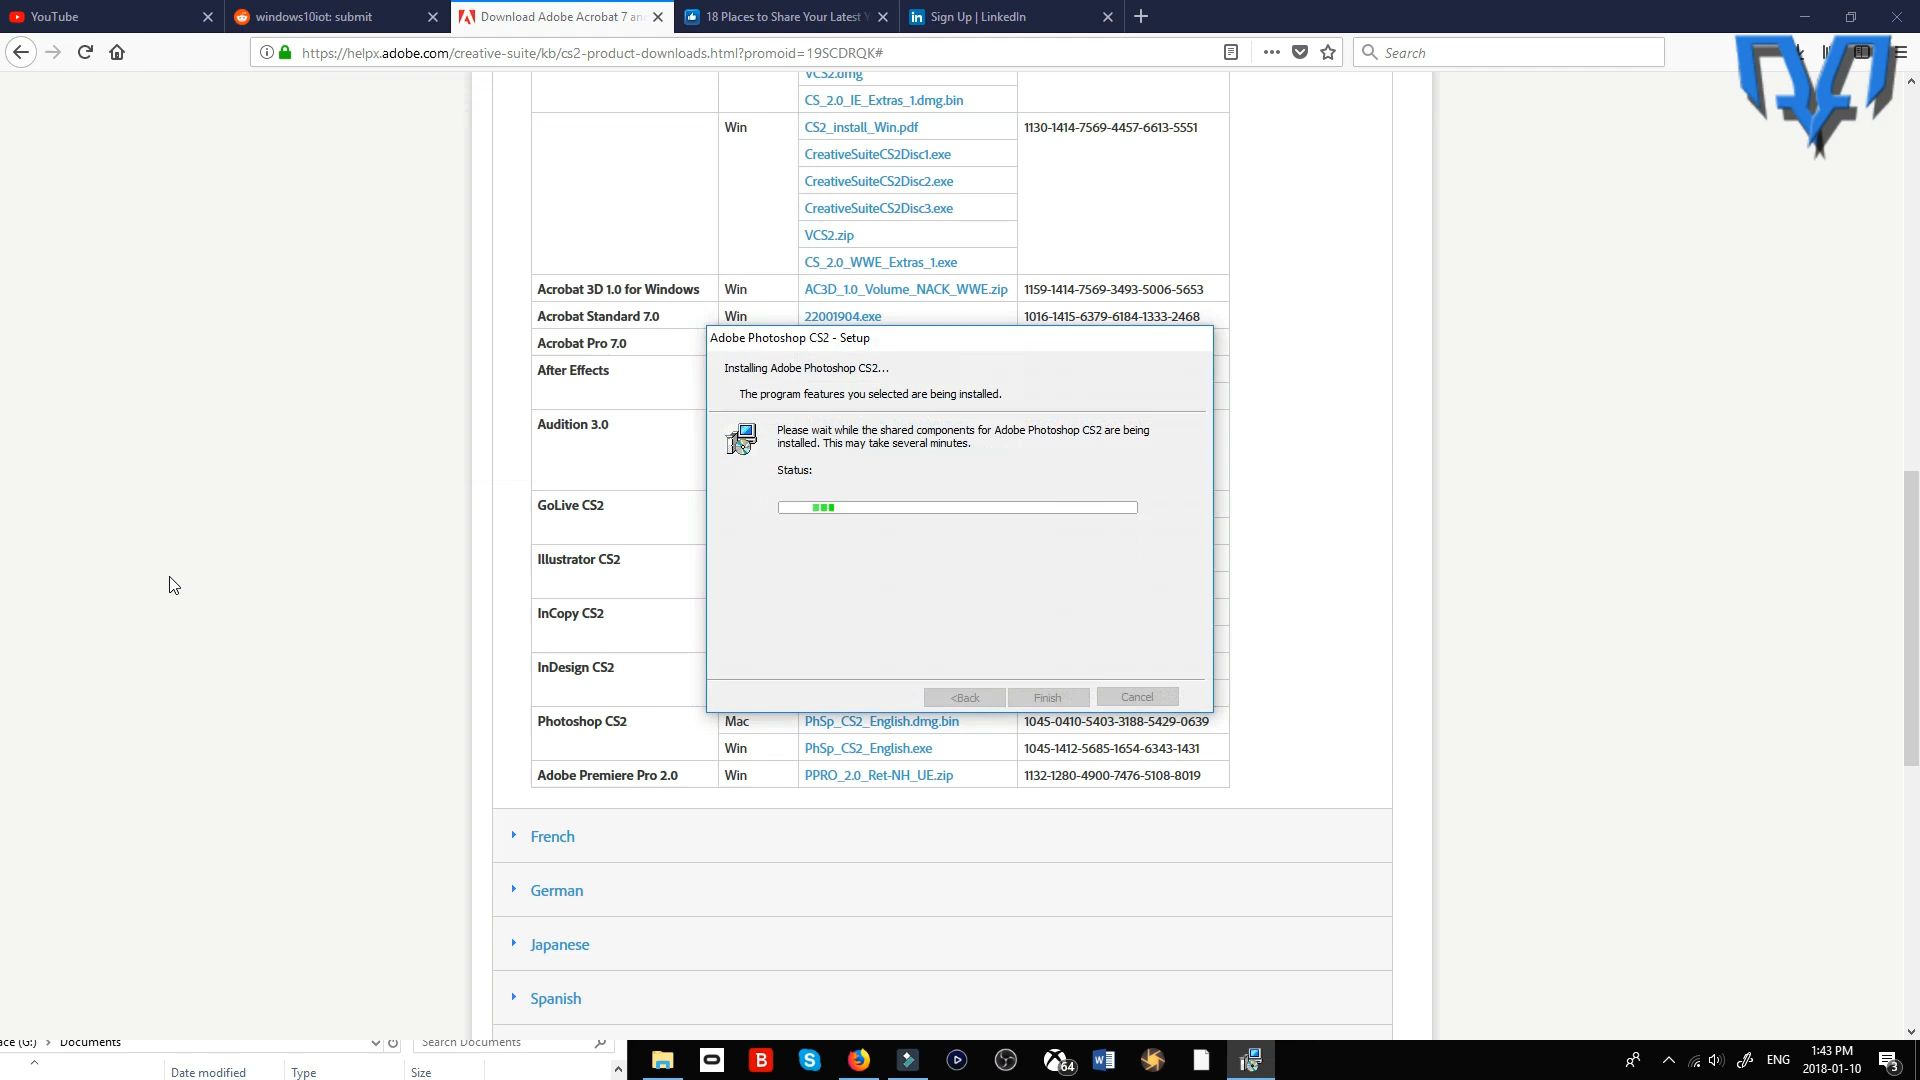 YouTube
windows10iot: submit
Download Adobe Acrobat 7 an
18 Places to Share Your Latest Y
Sign Up | LinkedIn
https://helpx.adobe.com/creative-suite/kb/cs2-product-downloads.html?promoid=19SCDRQK#
Search
VCS2.dmg
CS_2.0_IE_Extras_1.dmg.bin
Win CS2_install_Win.pdf 1130-1414-7569-4457-6613-5551
CreativeSuiteCS2Disc1.exe
CreativeSuiteCS2Disc2.exe
CreativeSuiteCS2Disc3.exe
VCS2.zip
CS_2.0_WWE_Extras_1.exe
Acrobat 3D 1.0 for Windows Win AC3D_1.0_Volume_NACK_WWE.zip 1159-1414-7569-3493-5006-5653
Acrobat Standard 7.0 Win 22001904.exe 1016-1415-6379-6184-1333-2468
Acrobat Pro 7.0
After Effects
Audition 3.0
GoLive CS2
Illustrator CS2
InCopy CS2
InDesign CS2
Adobe Photoshop CS2 - Setup
Installing Adobe Photoshop CS2...
The program features you selected are being installed.
Please wait while the shared components for Adobe Photoshop CS2 are being
installed. This may take several minutes.
Status:
<Back Finish Cancel
Photoshop CS2 Mac PhSp_CS2_English.dmg.bin 1045-0410-5403-3188-5429-0639
Win PhSp_CS2_English.exe 1045-1412-5685-1654-6343-1431
Adobe Premiere Pro 2.0 Win PPRO_2.0_Ret-NH_UE.zip 1132-1280-4900-7476-5108-8019
French
German
Japanese
Spanish
ace (G:) > Documents
Search Documents
Date modified Type Size
64
ENG
1:43 PM
2018-01-10
3